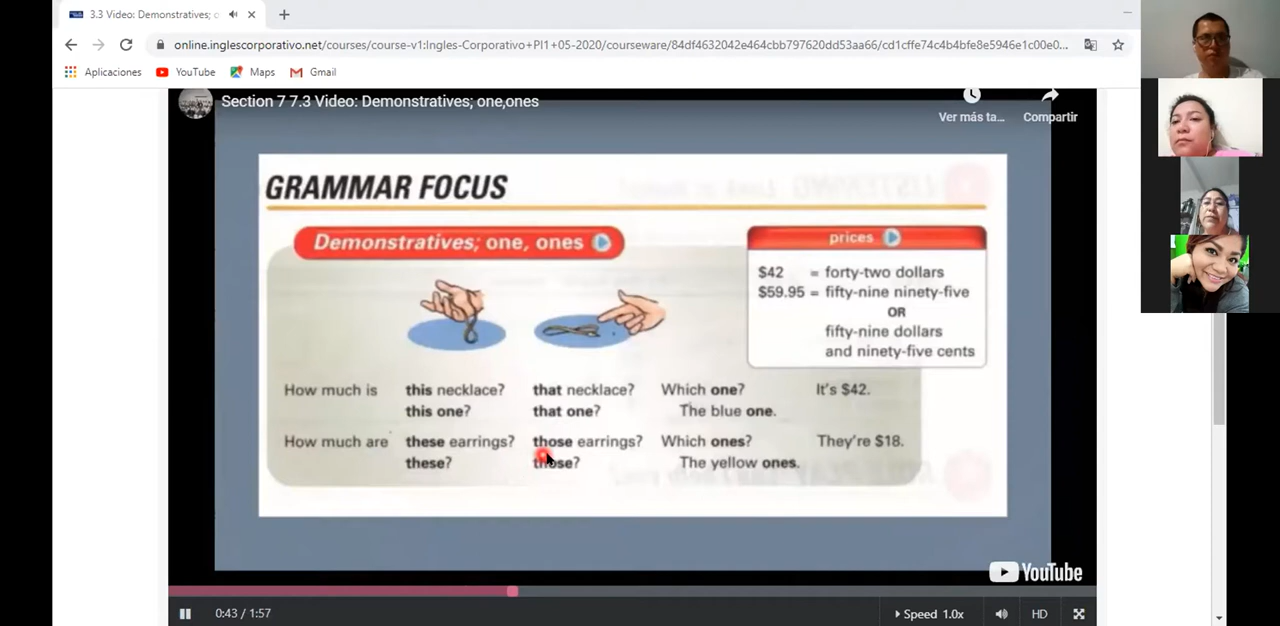 3.3 Video: Demonstratives; o
online.inglescorporativo.net/courses/course-v1:Ingles-Corporativo+PI1+05-2020/courseware/84df4632042e464cbb797620dd53aa66/cd1cffe74c4b4bfe8e5946e1c00e0...
Aplicaciones YouTube Maps Gmail
Section 7 7.3 Video: Demonstratives; one,ones
Ver más ta... Compartir
GRAMMAR FOCUS
Demonstratives; one, ones
prices
$42 = forty-two dollars
$59.95 = fifty-nine ninety-five
OR
fifty-nine dollars
and ninety-five cents
How much is this necklace? that necklace? Which one? It's $42.
this one? that one? The blue one.
How much are these earrings? those earrings? Which ones? They're $18.
these? those? The yellow ones.
YouTube
0:43 / 1:57 Speed 1.0x HD